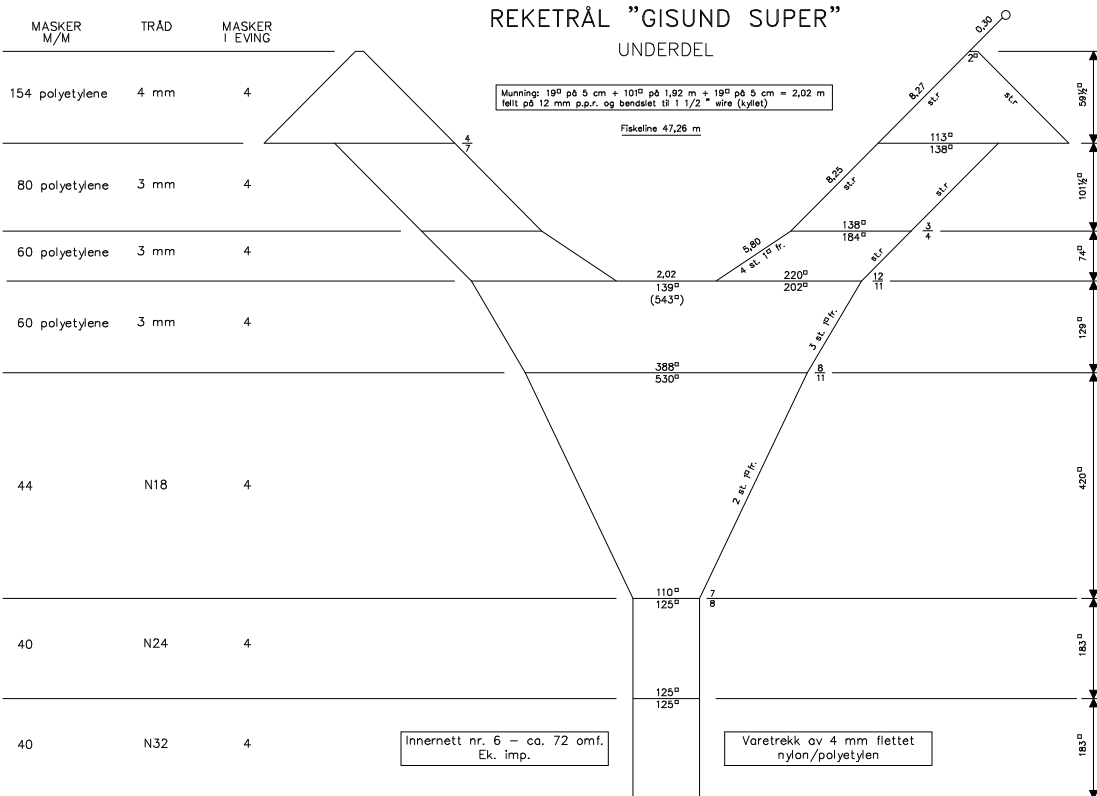 REKETRÅL "GISUND SUPER"
UNDERDEL
MASKER M/M
TRÅD
MASKER I EVING
Munning: 19¤ på 5 cm + 101¤ på 1,92 m + 19¤ på 5 cm = 2,02 m
fellt på 12 mm p.p.r. og bendslet til 1 1/2 " wire (kyllet)
Fiskeline 47,26 m
0,30
2¤
154 polyetylene 4 mm 4
8,27
st.r
st.r
59½¤
4/7
113¤
138¤
80 polyetylene 3 mm 4
8,25
st.r
st.r
101½¤
138¤
184¤
3/4
60 polyetylene 3 mm 4
5,80
4 st. 1¤ fr.
st.r
74¤
2,02
139¤
(543¤)
220¤
202¤
12/11
60 polyetylene 3 mm 4
3 st. 1¤ fr.
129¤
388¤
530¤
8/11
44 N18 4
2 st. 1¤ fr.
420¤
110¤
125¤
7/8
40 N24 4
183¤
125¤
125¤
40 N32 4
183¤
Innernett nr. 6 – ca. 72 omf.
Ek. imp.
Varetrekk av 4 mm flettet
nylon/polyetylen